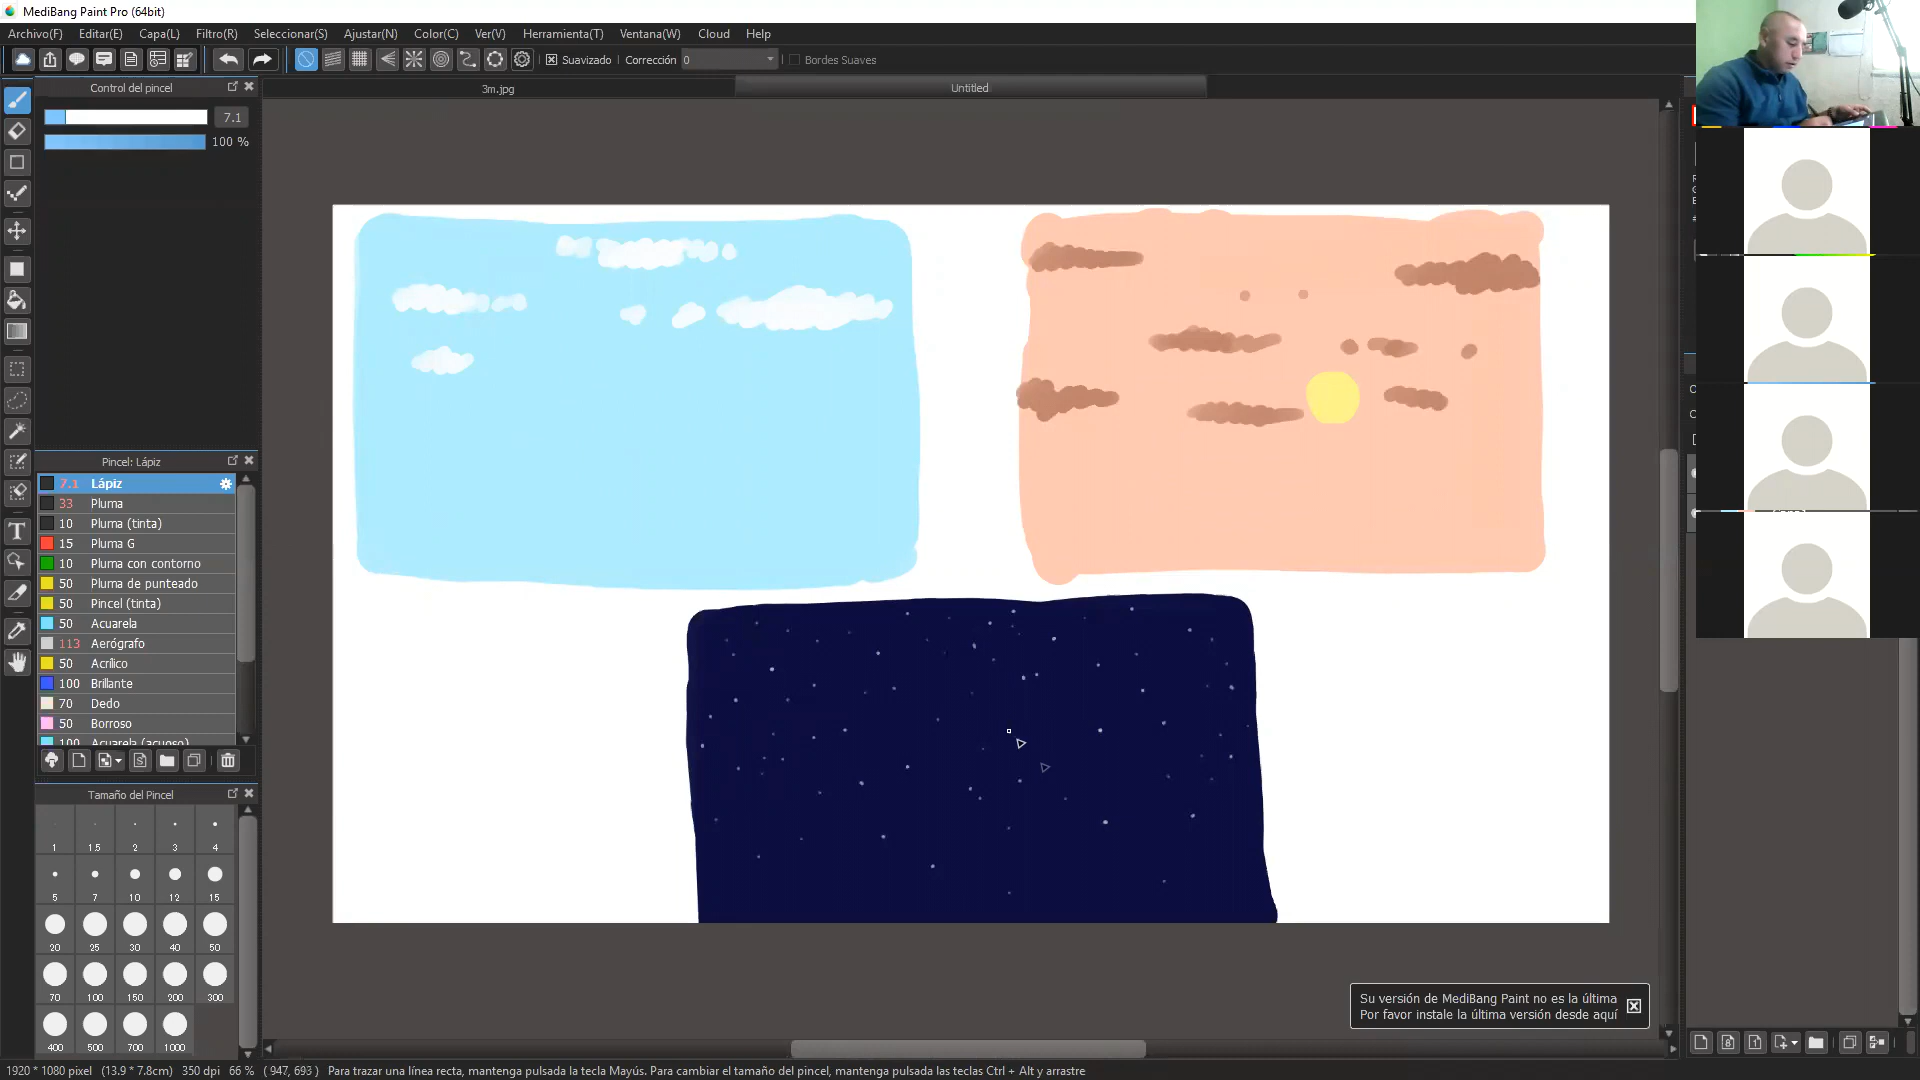 MediBang Paint Pro (64bit)
Archivo(F) Editar(E) Capa(L) Filtro(R) Seleccionar(S) Ajustar(N) Color(C) Ver(V) Herramienta(T) Ventana(W) Cloud Help
Suavizado Corrección 0 Bordes Suaves
Control del pincel
3m.jpg Untitled
7.1
100 %
Pincel: Lápiz
7.1 Lápiz
33 Pluma
10 Pluma (tinta)
15 Pluma G
10 Pluma con contorno
50 Pluma de punteado
50 Pincel (tinta)
50 Acuarela
113 Aerógrafo
50 Acrílico
100 Brillante
70 Dedo
50 Borroso
100 Acuarela (acuoso)
Tamaño del Pincel
1 1.5 2 3 4
5 7 10 12 15
20 25 30 40 50
70 100 150 200 300
400 500 700 1000
Su versión de MediBang Paint no es la última
Por favor instale la última versión desde aquí
1920 * 1080 pixel (13.9 * 7.8cm) 350 dpi 66 % ( 947, 693 ) Para trazar una línea recta, mantenga pulsada la tecla Mayús. Para cambiar el tamaño del pincel, mantenga pulsadas las teclas Ctrl + Alt y arrastre